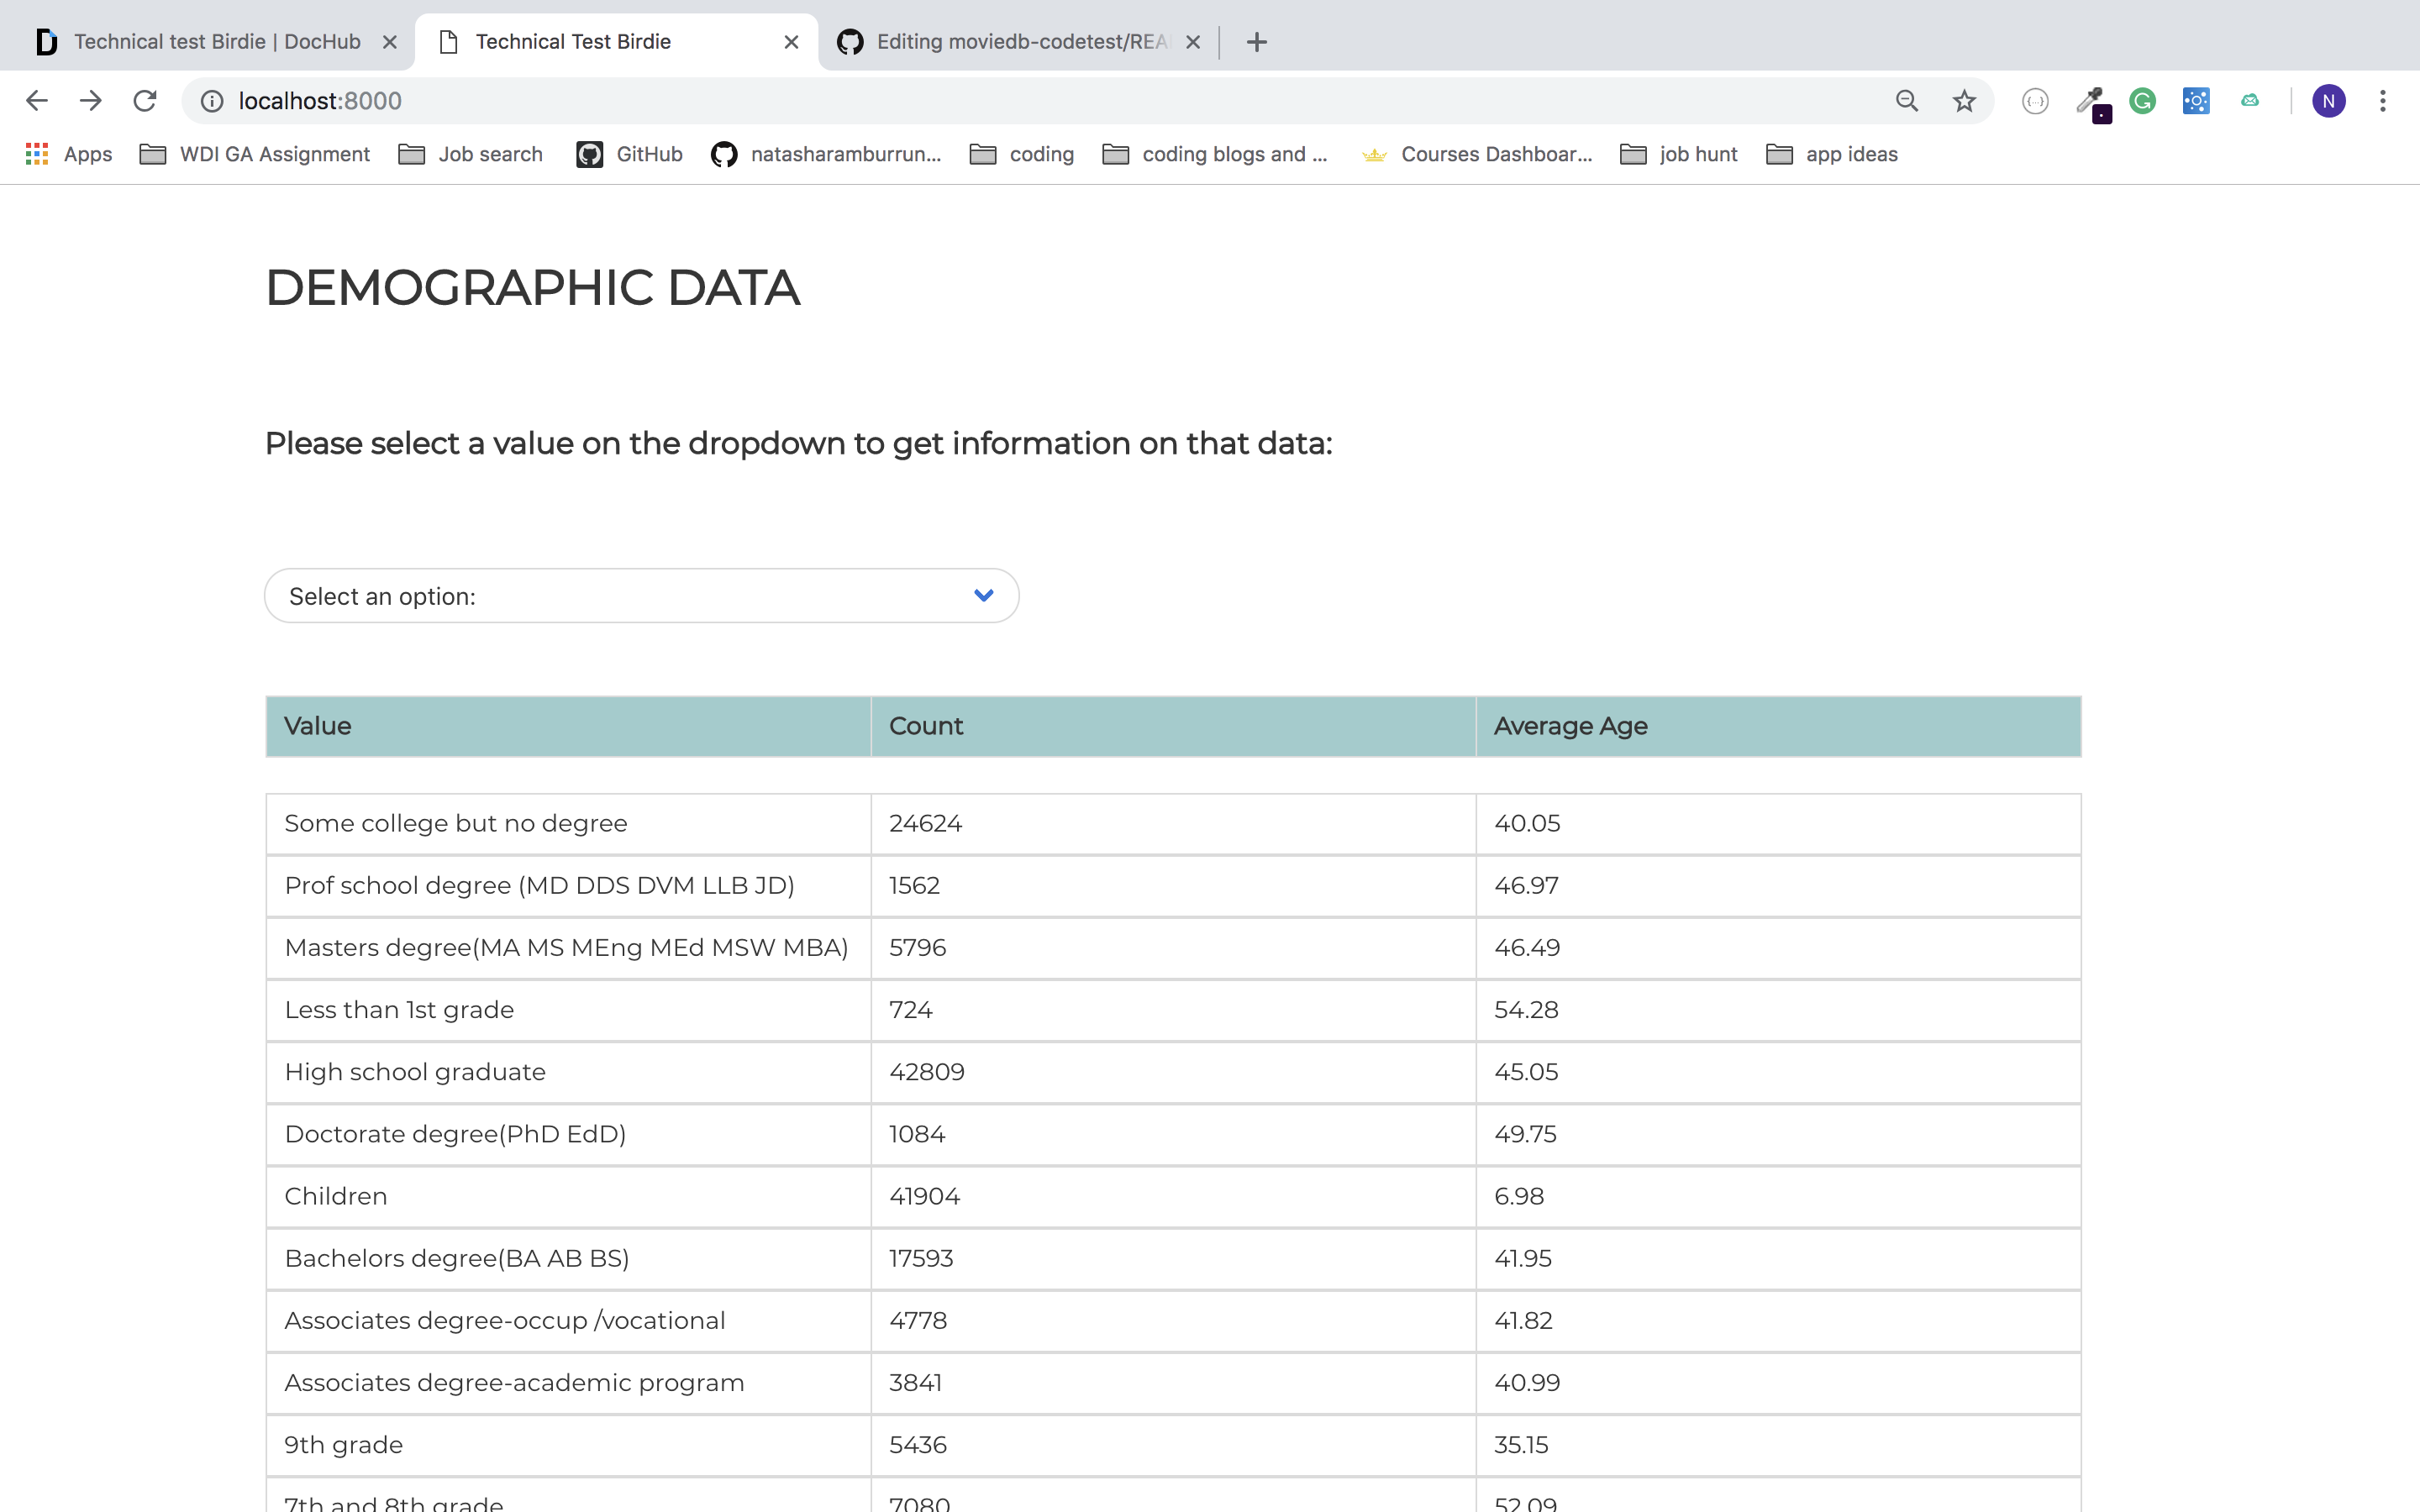 Technical test Birdie | DocHub
Technical Test Birdie
Editing moviedb-codetest/REA
localhost:8000
N
Apps
WDI GA Assignment
Job search
GitHub
natasharamburrun...
coding
coding blogs and ...
Courses Dashboar...
job hunt
app ideas
DEMOGRAPHIC DATA
Please select a value on the dropdown to get information on that data:
Select an option:
Value Count Average Age
Some college but no degree 24624 40.05
Prof school degree (MD DDS DVM LLB JD) 1562 46.97
Masters degree(MA MS MEng MEd MSW MBA) 5796 46.49
Less than 1st grade 724 54.28
High school graduate 42809 45.05
Doctorate degree(PhD EdD) 1084 49.75
Children 41904 6.98
Bachelors degree(BA AB BS) 17593 41.95
Associates degree-occup /vocational 4778 41.82
Associates degree-academic program 3841 40.99
9th grade 5436 35.15
7th and 8th grade 7080 52.09